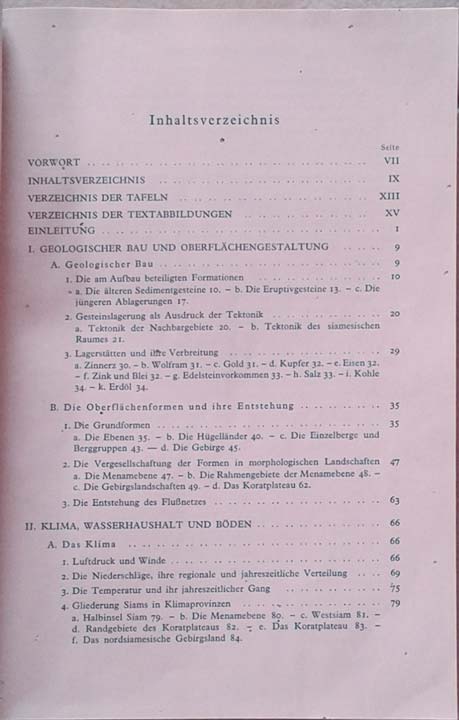 Inhaltsverzeichnis
Seite
VORWORT . . . . . . . . . . . . . . . . . . . . . . . . VII
INHALTSVERZEICHNIS . . . . . . . . . . . . . . . . . . IX
VERZEICHNIS DER TAFELN . . . . . . . . . . . . . . . . XIII
VERZEICHNIS DER TEXTABBILDUNGEN . . . . . . . . . . . XV
EINLEITUNG . . . . . . . . . . . . . . . . . . . . . . 1
I. GEOLOGISCHER BAU UND OBERFLÄCHENGESTALTUNG . . . . . . 9
A. Geologischer Bau . . . . . . . . . . . . . . . . . . 9
1. Die am Aufbau beteiligten Formationen . . . . . . . . 10
a. Die älteren Sedimentgesteine 10. – b. Die Eruptivgesteine 13. – c. Die
jüngeren Ablagerungen 17.
2. Gesteinslagerung als Ausdruck der Tektonik . . . . . . 20
a. Tektonik der Nachbargebiete 20. – b. Tektonik des siamesischen
Raumes 21.
3. Lagerstätten und ihre Verbreitung . . . . . . . . . . 29
a. Zinnerz 30. – b. Wolfram 31. – c. Gold 31. – d. Kupfer 32. – e. Eisen 32.
– f. Zink und Blei 32. – g. Edelsteinvorkommen 33. – h. Salz 33. – i. Kohle
34. – k. Erdöl 34.
B. Die Oberflächenformen und ihre Entstehung . . . . . . 35
1. Die Grundformen . . . . . . . . . . . . . . . . . . 35
a. Die Ebenen 35. – b. Die Hügelländer 40. – c. Die Einzelberge und
Berggruppen 43. — d. Die Gebirge 45.
2. Die Vergesellschaftung der Formen in morphologischen Landschaften 47
a. Die Menamebene 47. – b. Die Rahmengebirge der Menamebene 48. –
c. Die Gebirgslandschaften 49. – d. Das Koratplateau 62.
3. Die Entstehung des Flußnetzes . . . . . . . . . . . . 63
II. KLIMA, WASSERHAUSHALT UND BÖDEN . . . . . . . . . . . 66
A. Das Klima . . . . . . . . . . . . . . . . . . . . . 66
1. Luftdruck und Winde . . . . . . . . . . . . . . . . 66
2. Die Niederschläge, ihre regionale und jahreszeitliche Verteilung . . . . 69
3. Die Temperatur und ihr jahreszeitlicher Gang . . . . . . 75
4. Gliederung Siams in Klimaprovinzen . . . . . . . . . . 79
a. Halbinsel Siam 79. – b. Die Menamebene 80. – c. Westsiam 81. –
d. Randgebiete des Koratplateaus 82. – e. Das Koratplateau 83. –
f. Das nordsiamesische Gebirgsland 84.